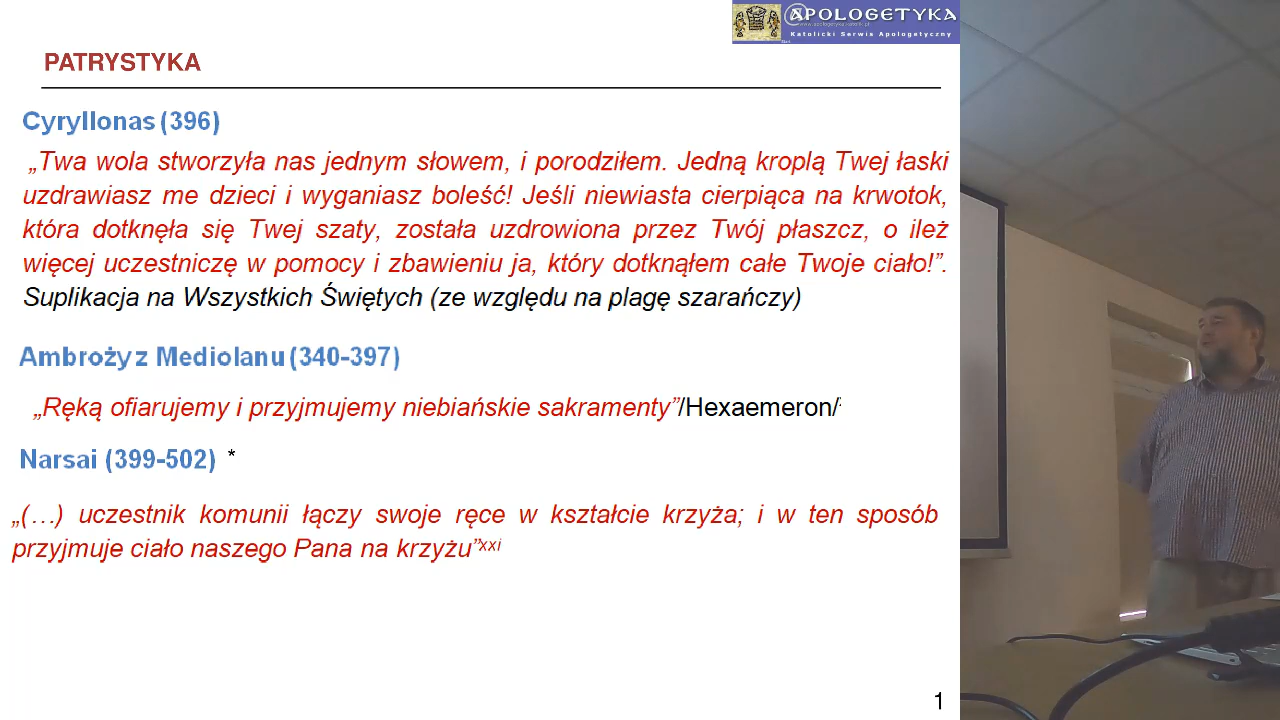 @POLOGETYKA
www.apologetyka.katolik.pl
Katolicki Serwis Apologetyczny
PATRYSTYKA
Cyryllonas (396)
„Twa wola stworzyła nas jednym słowem, i porodziłem. Jedną kroplą Twej łaski
uzdrawiasz me dzieci i wyganiasz boleść! Jeśli niewiasta cierpiąca na krwotok,
która dotknęła się Twej szaty, została uzdrowiona przez Twój płaszcz, o ileż
więcej uczestniczę w pomocy i zbawieniu ja, który dotknąłem całe Twoje ciało!”.
Suplikacja na Wszystkich Świętych (ze względu na plagę szarańczy)
Ambroży z Mediolanu (340-397)
„Ręką ofiarujemy i przyjmujemy niebiańskie sakramenty”/Hexaemeron/
Narsai (399-502) *
„(…) uczestnik komunii łączy swoje ręce w kształcie krzyża; i w ten sposób
przyjmuje ciało naszego Pana na krzyżu”xxi
1